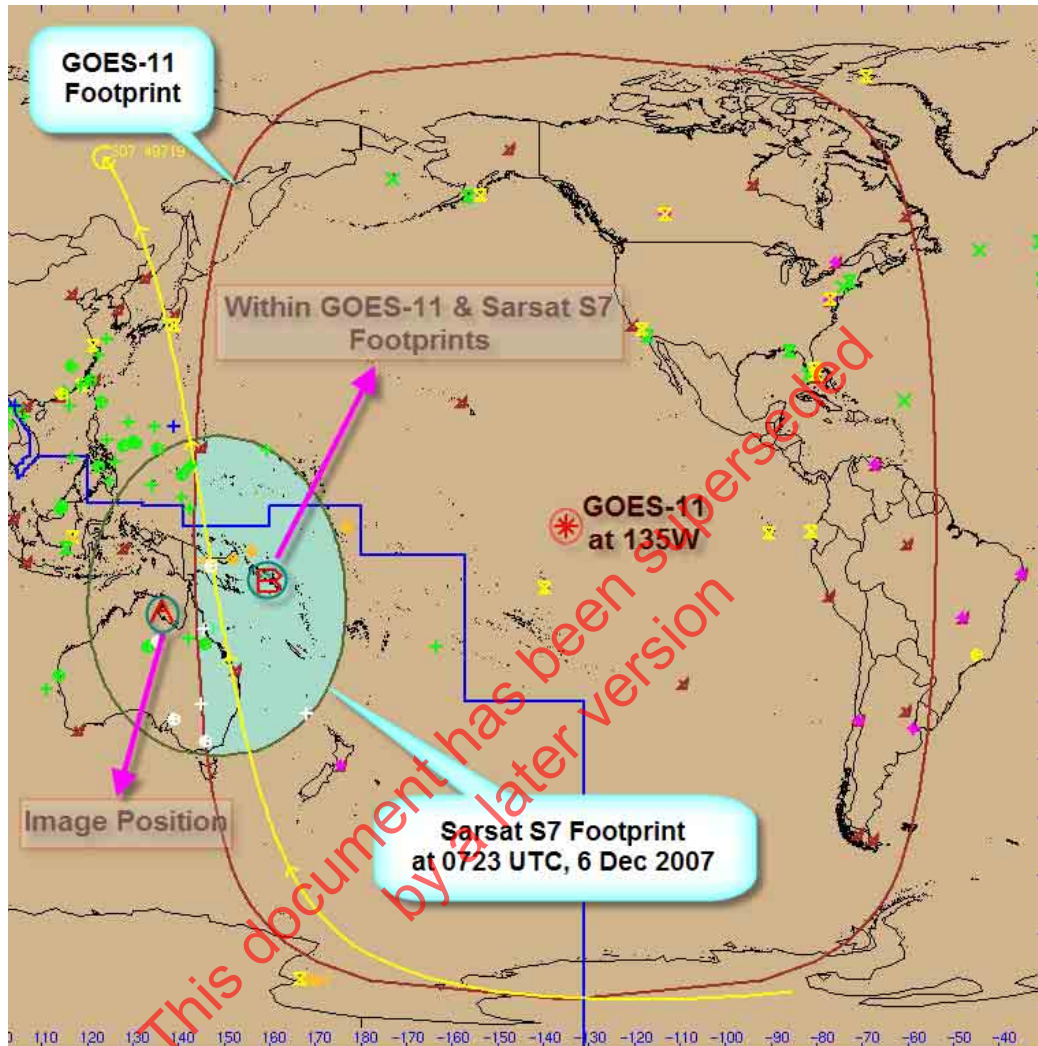 GOES-11
Footprint
S07 49719
Within GOES-11 & Sarsat S7
Footprints
GOES-11
at 135W
B
A
Image Position
Sarsat S7 Footprint
at 0723 UTC, 6 Dec 2007
This document has been superseded
by a later version
110 120 130 140 150 160 170 180 -170 -160 -150 -140 -130 -120 -110 -100 -90 -80 -70 -60 -50 -40